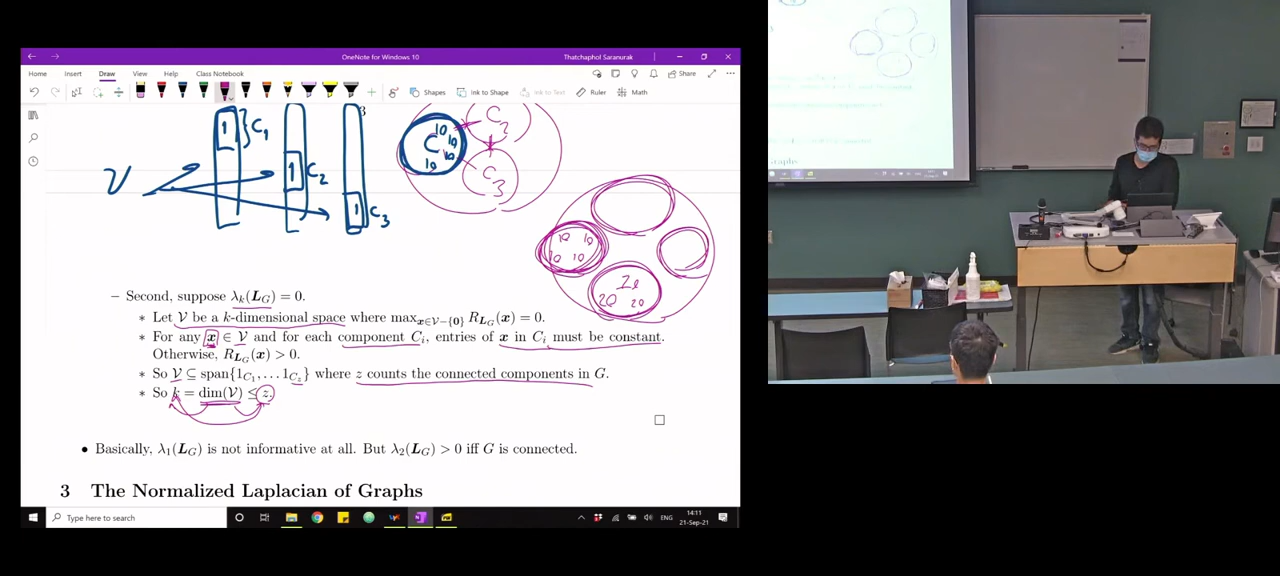 OneNote for Windows 10
Thatchaphol Saranurak
Home Insert Draw View Help Class Notebook
Share
Shapes
Ink to Shape
Ink to Text
Ruler
Math
3
1 } C1
1 C2
1 C3
V
C 10 10 10 10
C2
C3
10 10
10 10
20
20 20
– Second, suppose λk(LG) = 0.
∗ Let V be a k-dimensional space where maxx∈V−{0} RLG(x) = 0.
∗ For any x ∈ V and for each component Ci, entries of x in Ci must be constant.
Otherwise, RLG(x) > 0.
∗ So V ⊆ span{1C1, . . . 1Cz} where z counts the connected components in G.
∗ So k = dim(V) ≤ z.
□
• Basically, λ1(LG) is not informative at all. But λ2(LG) > 0 iff G is connected.
3 The Normalized Laplacian of Graphs
Type here to search
ENG
14:11
21-Sep-21